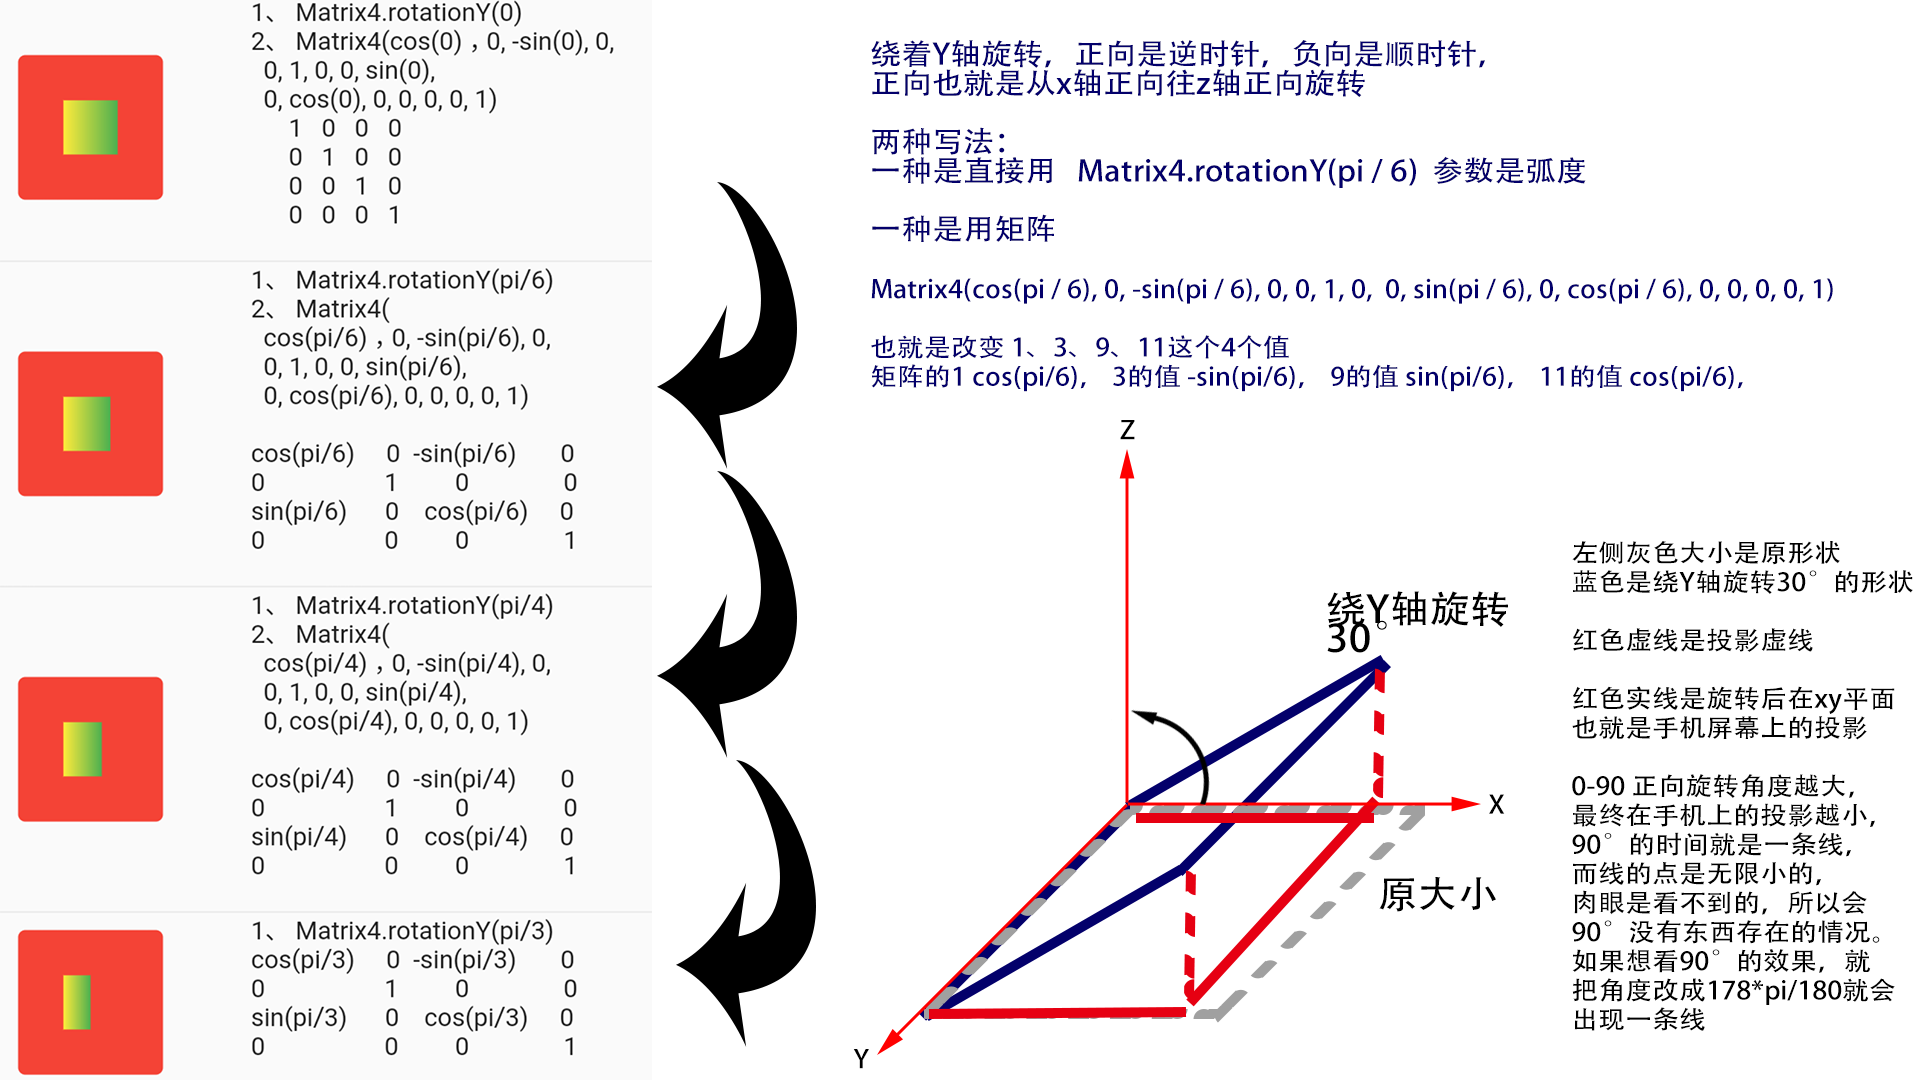 1、 Matrix4.rotationY(0)
2、 Matrix4(cos(0) , 0, -sin(0), 0,
0, 1, 0, 0, sin(0),
0, cos(0), 0, 0, 0, 0, 1)
1 0 0 0
0 1 0 0
0 0 1 0
0 0 0 1
1、 Matrix4.rotationY(pi/6)
2、 Matrix4(
cos(pi/6) , 0, -sin(pi/6), 0,
0, 1, 0, 0, sin(pi/6),
0, cos(pi/6), 0, 0, 0, 0, 1)
cos(pi/6) 0 -sin(pi/6) 0
0 1 0 0
sin(pi/6) 0 cos(pi/6) 0
0 0 0 1
1、 Matrix4.rotationY(pi/4)
2、 Matrix4(
cos(pi/4) , 0, -sin(pi/4), 0,
0, 1, 0, 0, sin(pi/4),
0, cos(pi/4), 0, 0, 0, 0, 1)
cos(pi/4) 0 -sin(pi/4) 0
0 1 0 0
sin(pi/4) 0 cos(pi/4) 0
0 0 0 1
1、 Matrix4.rotationY(pi/3)
cos(pi/3) 0 -sin(pi/3) 0
0 1 0 0
sin(pi/3) 0 cos(pi/3) 0
0 0 0 1
绕着Y轴旋转，正向是逆时针，负向是顺时针，
正向也就是从x轴正向往z轴正向旋转
两种写法：
一种是直接用 Matrix4.rotationY(pi / 6) 参数是弧度
一种是用矩阵
Matrix4(cos(pi / 6), 0, -sin(pi / 6), 0, 0, 1, 0, 0, sin(pi / 6), 0, cos(pi / 6), 0, 0, 0, 0, 1)
也就是改变 1、3、9、11这个4个值
矩阵的1 cos(pi/6)， 3的值 -sin(pi/6)， 9的值 sin(pi/6)， 11的值 cos(pi/6)，
Z
绕Y轴旋转
30°
X
原大小
Y
左侧灰色大小是原形状
蓝色是绕Y轴旋转30°的形状
红色虚线是投影虚线
红色实线是旋转后在xy平面
也就是手机屏幕上的投影
0-90 正向旋转角度越大，
最终在手机上的投影越小，
90°的时间就是一条线，
而线的点是无限小的，
肉眼是看不到的，所以会
90°没有东西存在的情况。
如果想看90°的效果，就
把角度改成178*pi/180就会
出现一条线